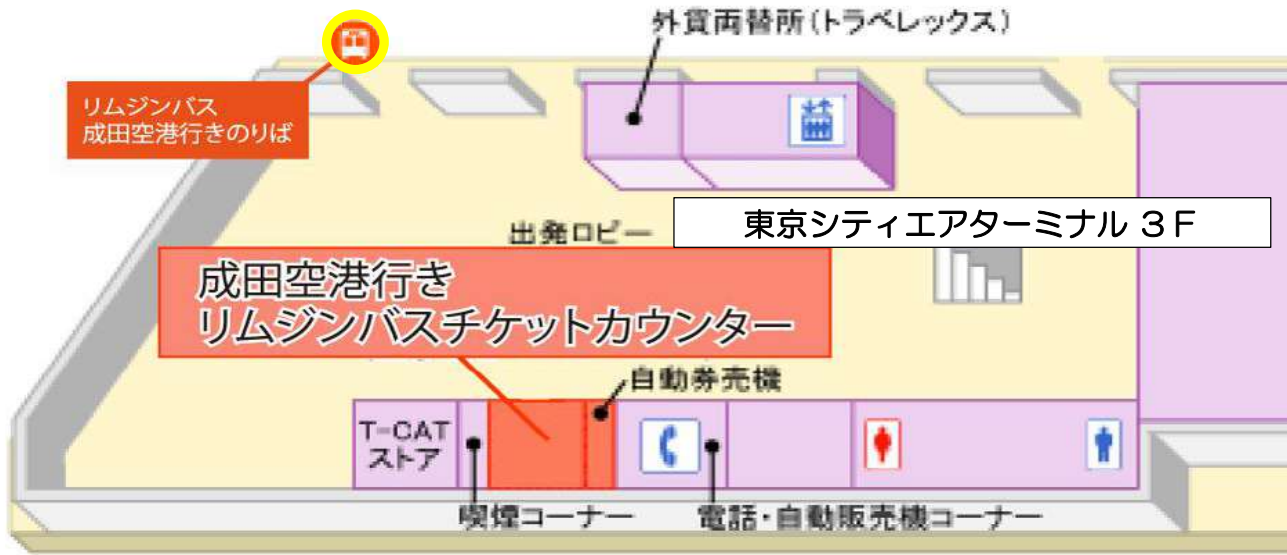 外貨両替所(トラベレックス)
リムジンバス
成田空港行きのりば
東京シティエアターミナル 3F
出発ロビー
成田空港行き
リムジンバスチケットカウンター
自動券売機
T-CAT
ストア
喫煙コーナー
電話・自動販売機コーナー